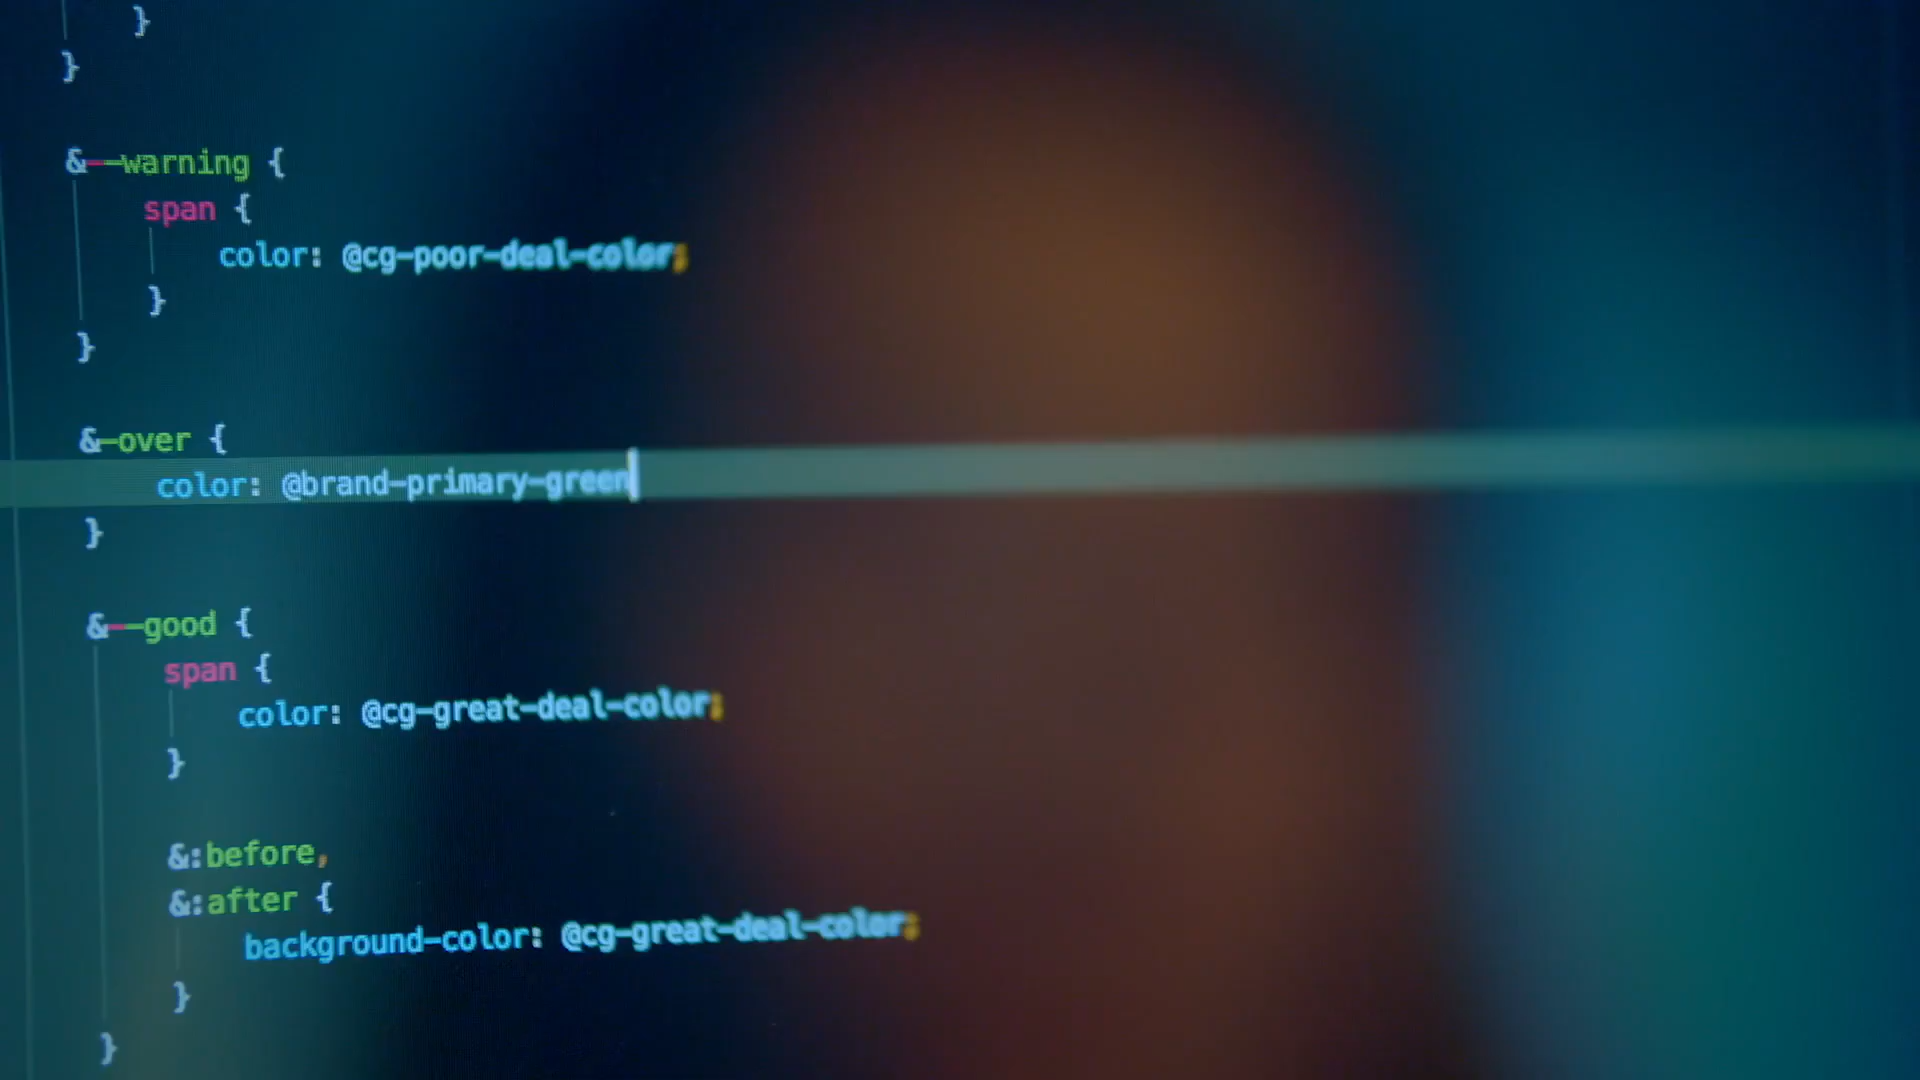 }
}
&--warning {
span {
color: @cg-poor-deal-color;
}
}
&-over {
color: @brand-primary-green
}
&--good {
span {
color: @cg-great-deal-color;
}
&:before,
&:after {
background-color: @cg-great-deal-color;
}
}